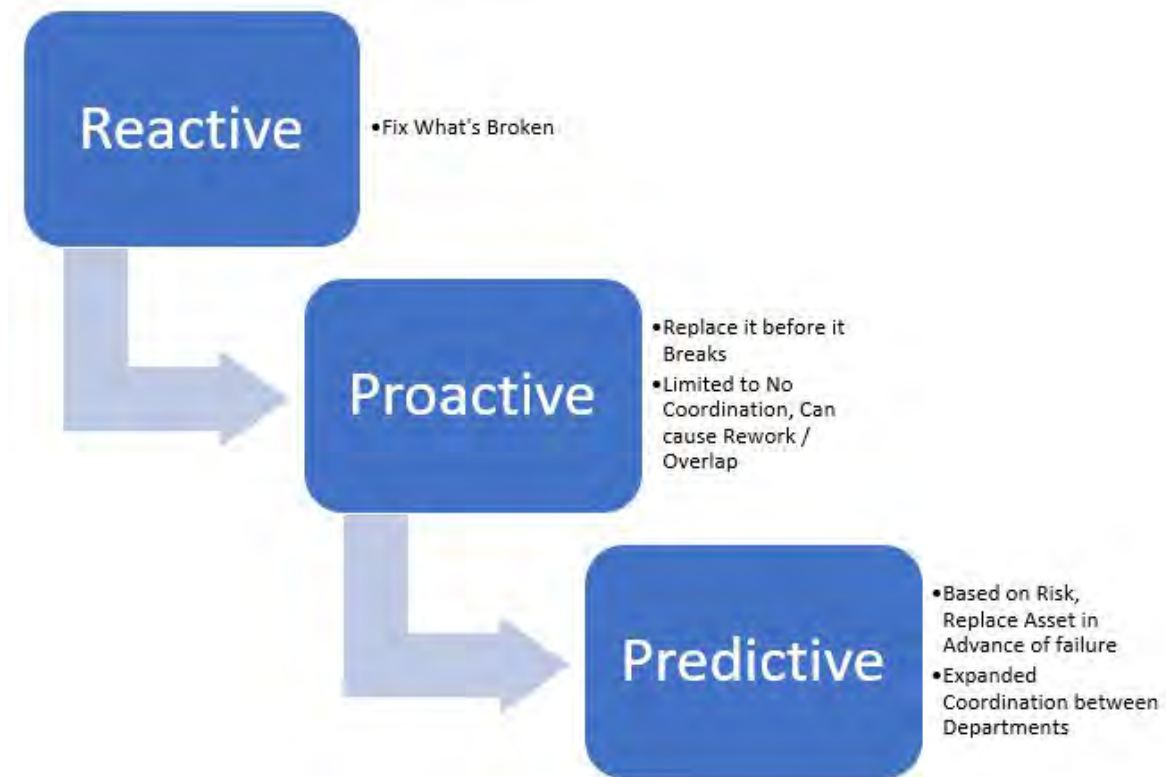 Reactive
•Fix What's Broken
Proactive
•Replace it before it
Breaks
•Limited to No
Coordination, Can
cause Rework /
Overlap
Predictive
•Based on Risk,
Replace Asset in
Advance of failure
•Expanded
Coordination between
Departments